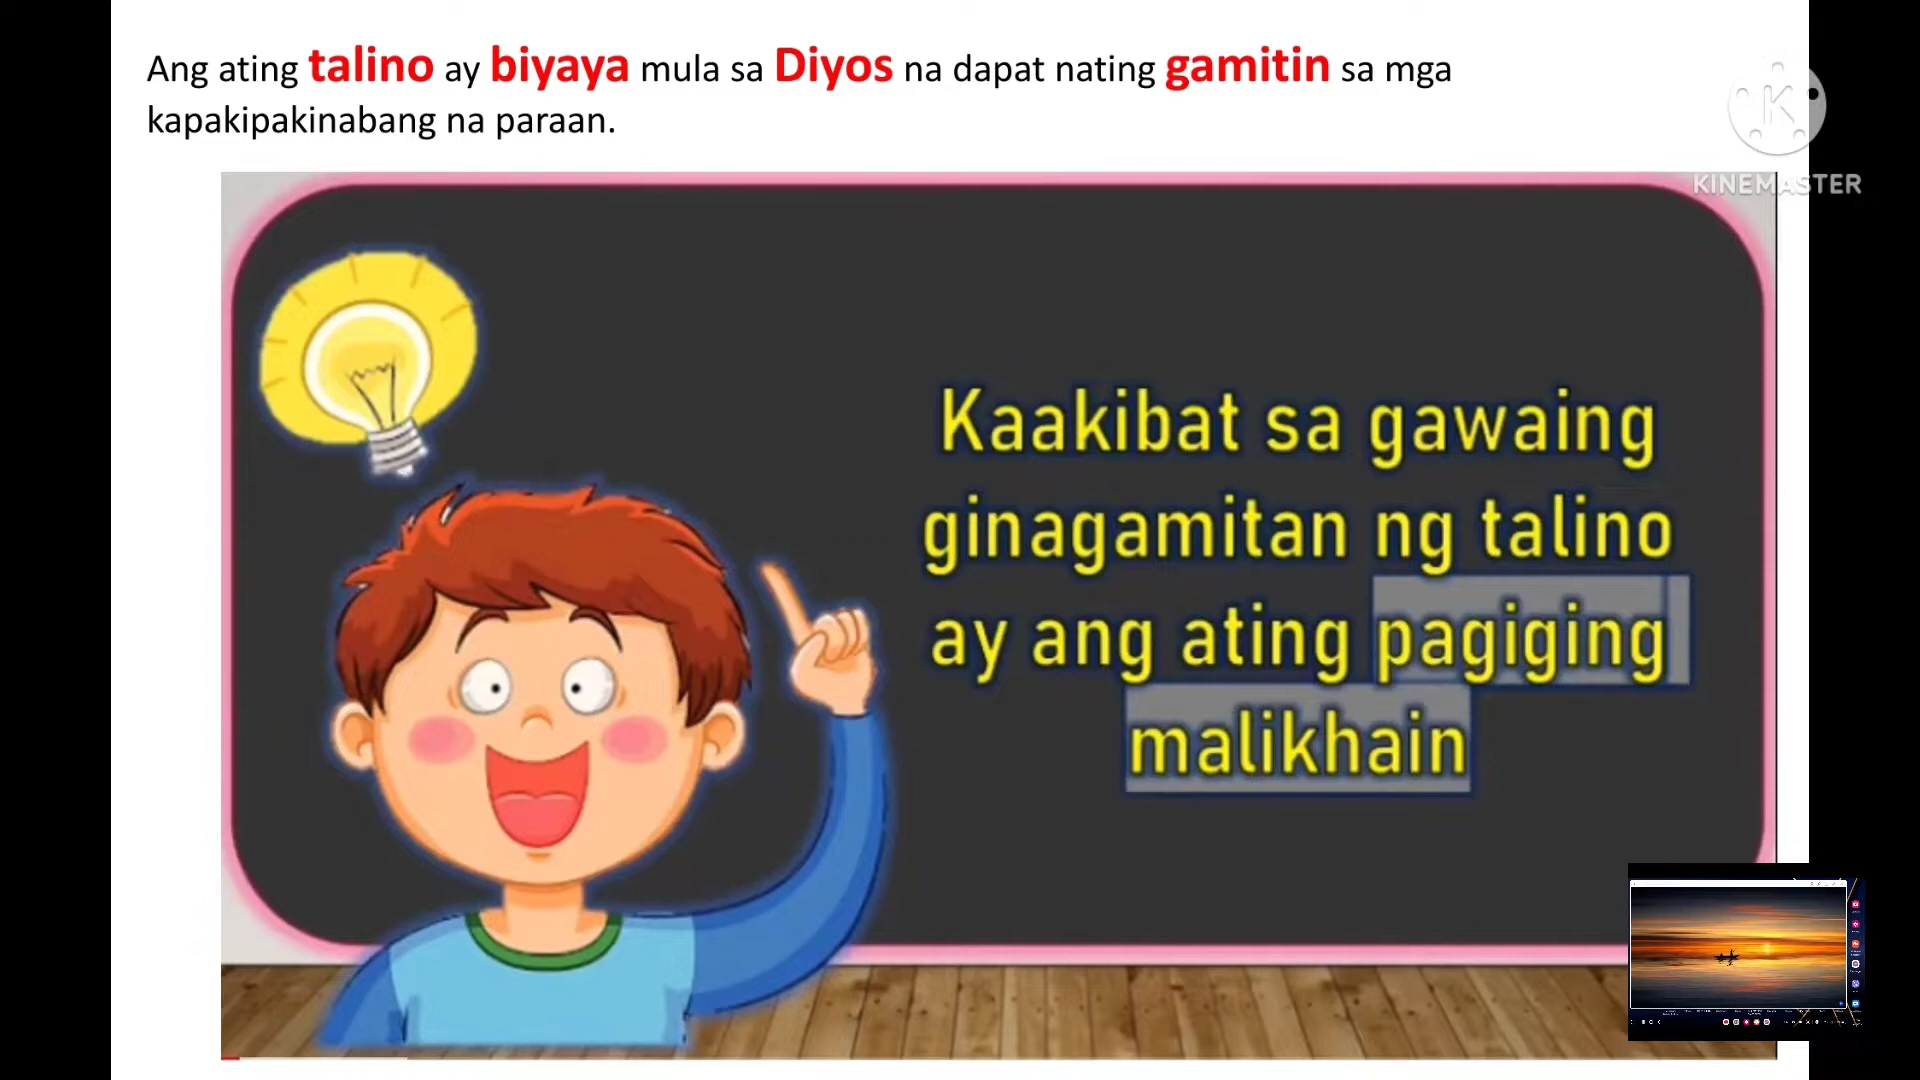 Ang ating talino ay biyaya mula sa Diyos na dapat nating gamitin sa mga
kapakipakinabang na paraan.
KINEMASTER
Kaakibat sa gawaing
ginagamitan ng talino
ay ang ating pagiging
malikhain